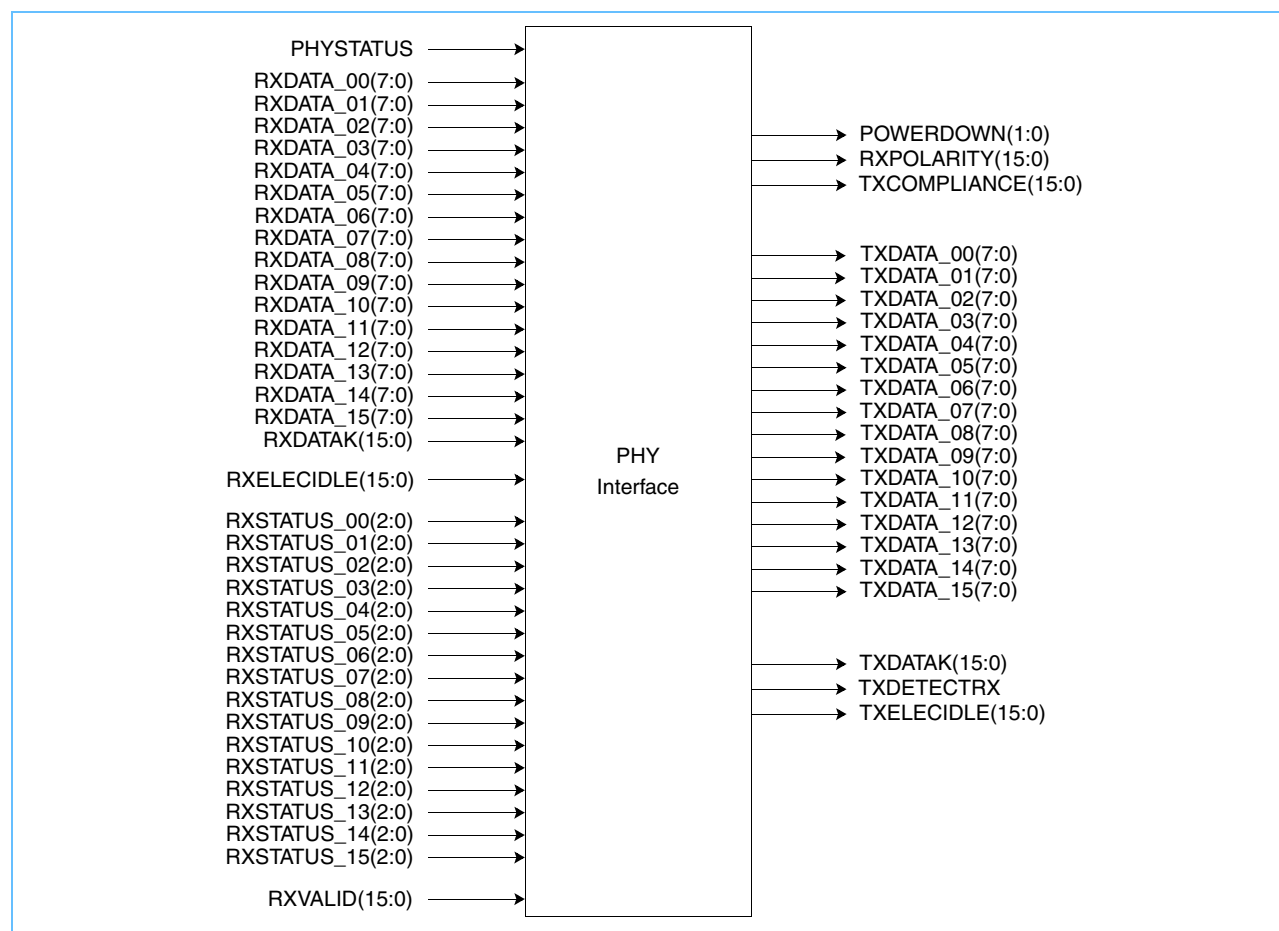 PHYSTATUS
RXDATA_00(7:0)
RXDATA_01(7:0)
RXDATA_02(7:0)
RXDATA_03(7:0)
RXDATA_04(7:0)
RXDATA_05(7:0)
RXDATA_06(7:0)
RXDATA_07(7:0)
RXDATA_08(7:0)
RXDATA_09(7:0)
RXDATA_10(7:0)
RXDATA_11(7:0)
RXDATA_12(7:0)
RXDATA_13(7:0)
RXDATA_14(7:0)
RXDATA_15(7:0)
RXDATAK(15:0)
RXELECIDLE(15:0)
RXSTATUS_00(2:0)
RXSTATUS_01(2:0)
RXSTATUS_02(2:0)
RXSTATUS_03(2:0)
RXSTATUS_04(2:0)
RXSTATUS_05(2:0)
RXSTATUS_06(2:0)
RXSTATUS_07(2:0)
RXSTATUS_08(2:0)
RXSTATUS_09(2:0)
RXSTATUS_10(2:0)
RXSTATUS_11(2:0)
RXSTATUS_12(2:0)
RXSTATUS_13(2:0)
RXSTATUS_14(2:0)
RXSTATUS_15(2:0)
RXVALID(15:0)
PHY
Interface
POWERDOWN(1:0)
RXPOLARITY(15:0)
TXCOMPLIANCE(15:0)
TXDATA_00(7:0)
TXDATA_01(7:0)
TXDATA_02(7:0)
TXDATA_03(7:0)
TXDATA_04(7:0)
TXDATA_05(7:0)
TXDATA_06(7:0)
TXDATA_07(7:0)
TXDATA_08(7:0)
TXDATA_09(7:0)
TXDATA_10(7:0)
TXDATA_11(7:0)
TXDATA_12(7:0)
TXDATA_13(7:0)
TXDATA_14(7:0)
TXDATA_15(7:0)
TXDATAK(15:0)
TXDETECTRX
TXELECIDLE(15:0)